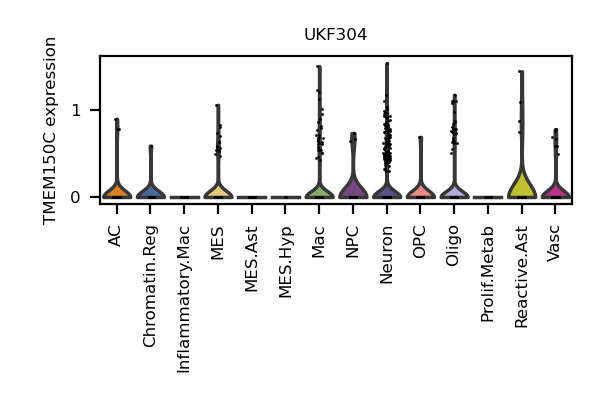 UKF304
TMEM150C expression
1
0
AC
Chromatin.Reg
Inflammatory.Mac
MES
MES.Ast
MES.Hyp
Mac
NPC
Neuron
OPC
Oligo
Prolif.Metab
Reactive.Ast
Vasc